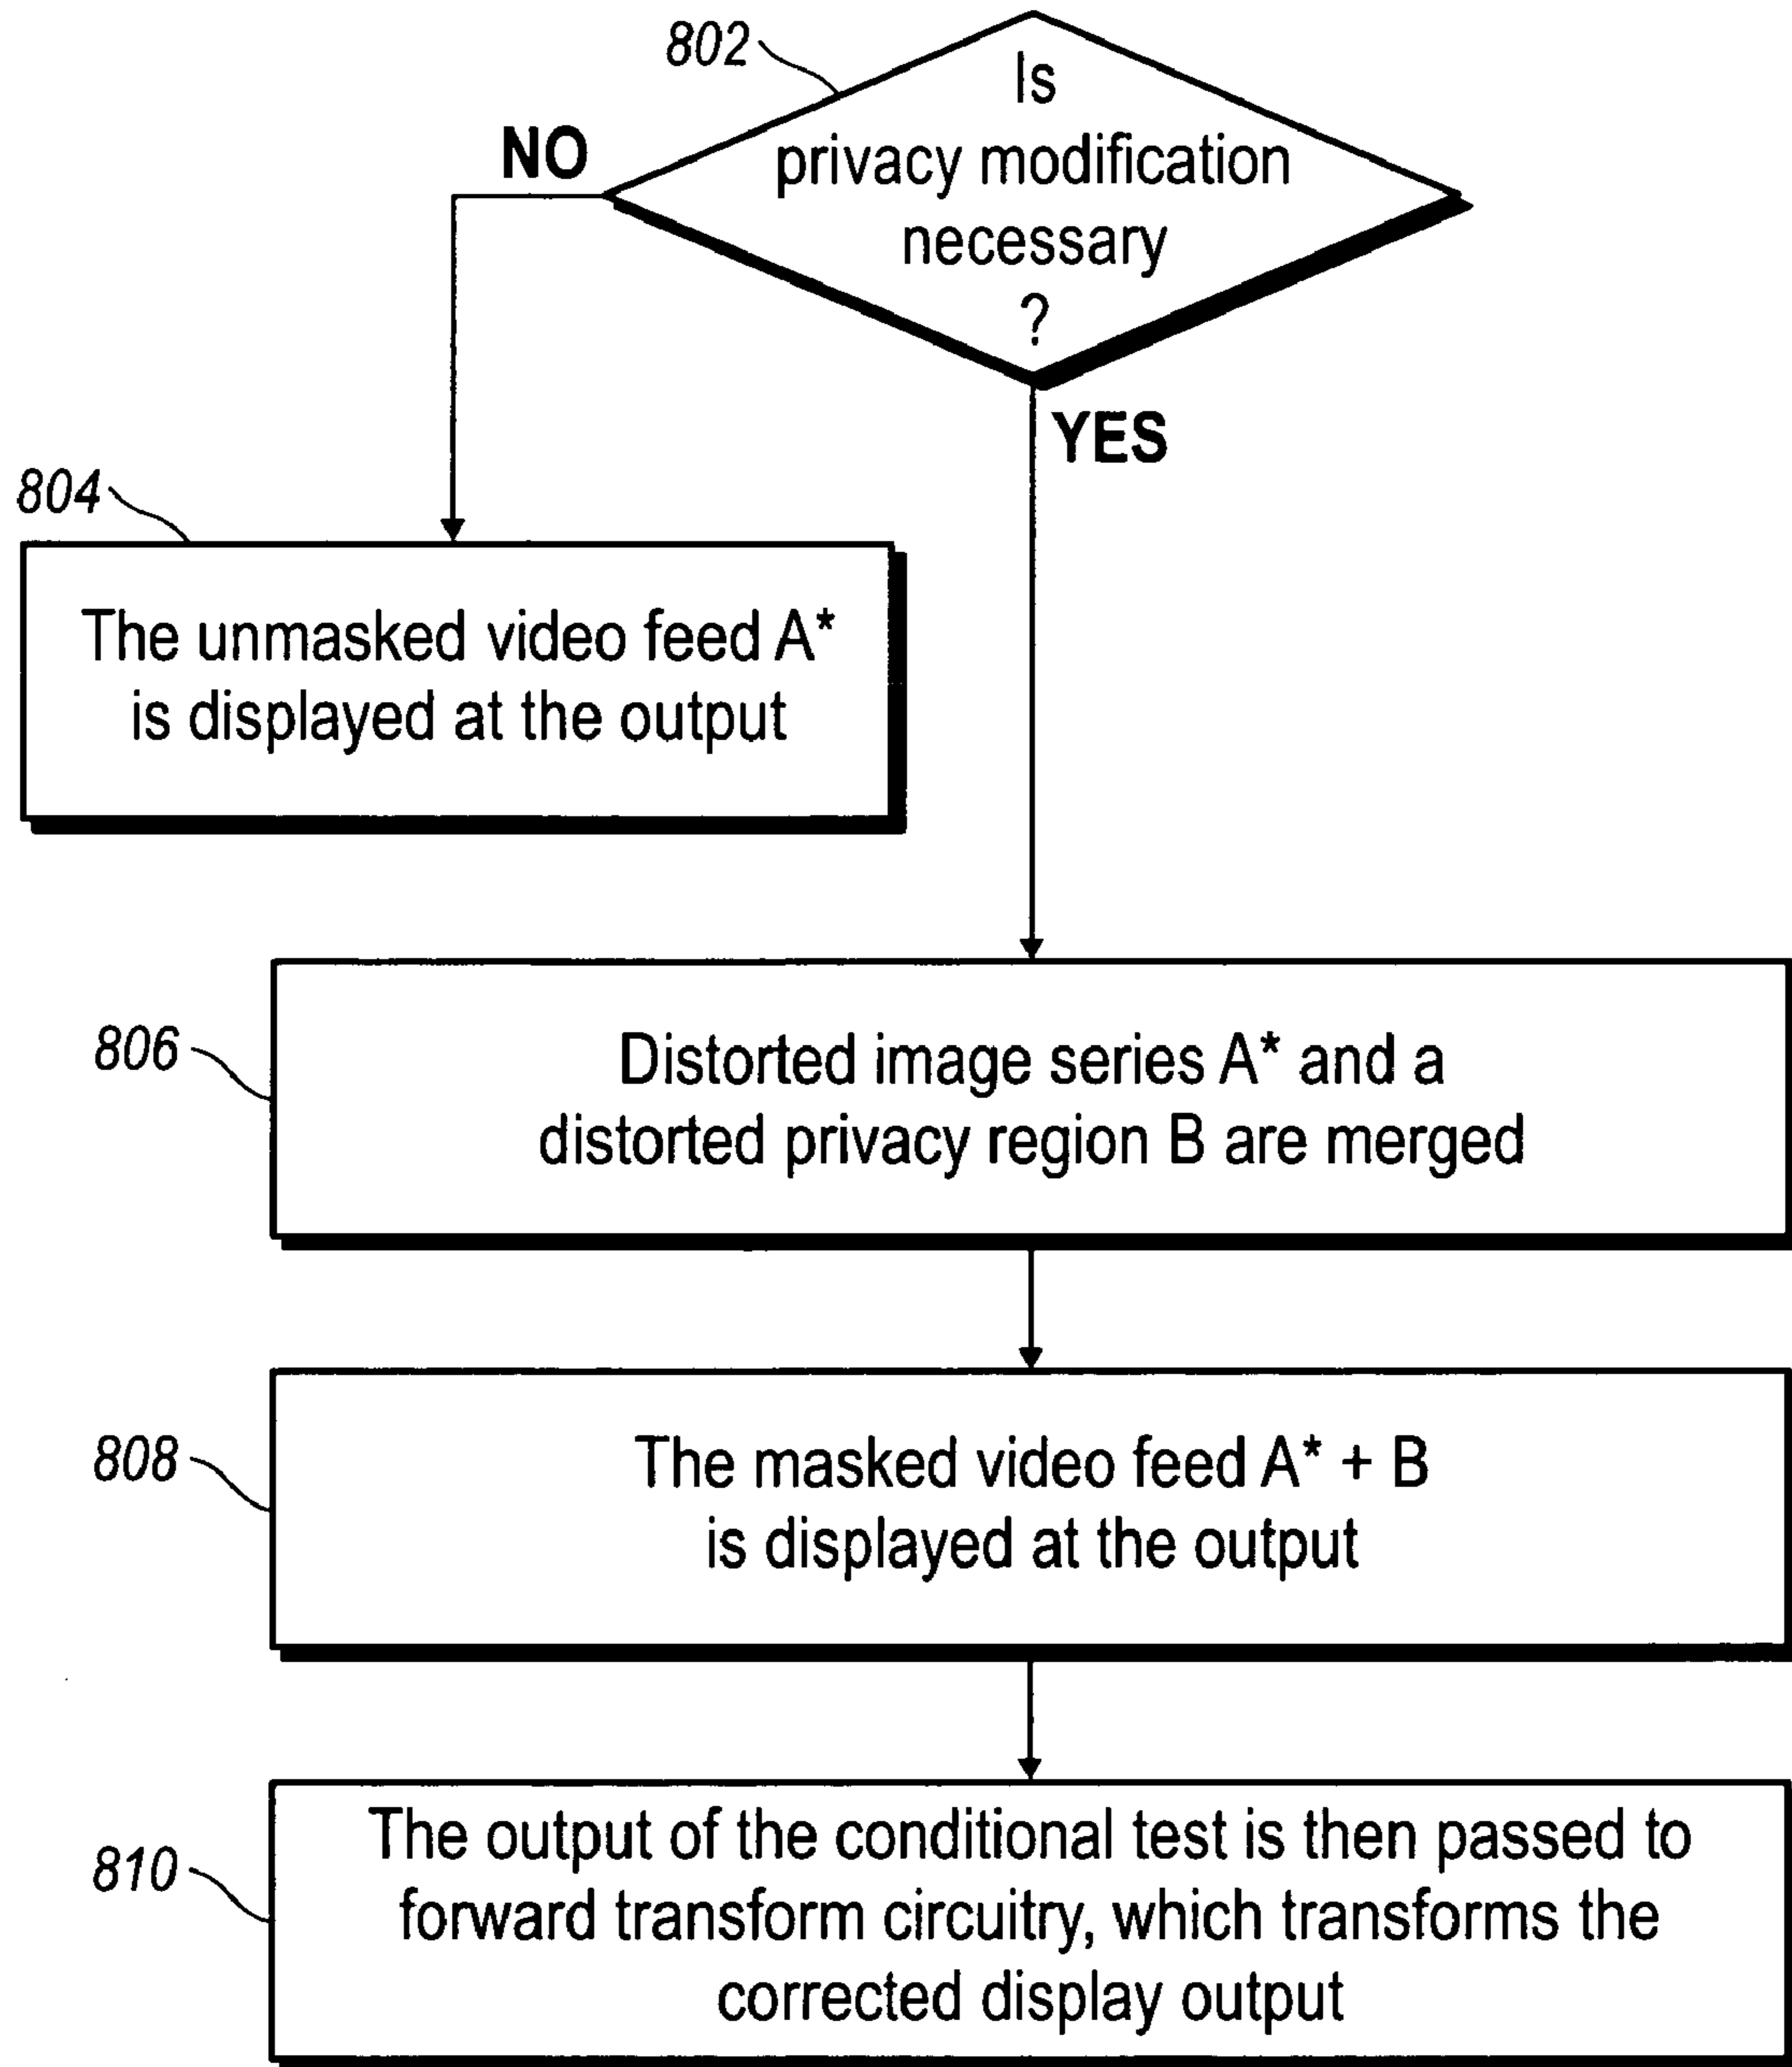 802
Is
privacy modification
necessary
?
NO
YES
804
The unmasked video feed A*
is displayed at the output
806
Distorted image series A* and a
distorted privacy region B are merged
808
The masked video feed A* + B
is displayed at the output
810
The output of the conditional test is then passed to
forward transform circuitry, which transforms the
corrected display output